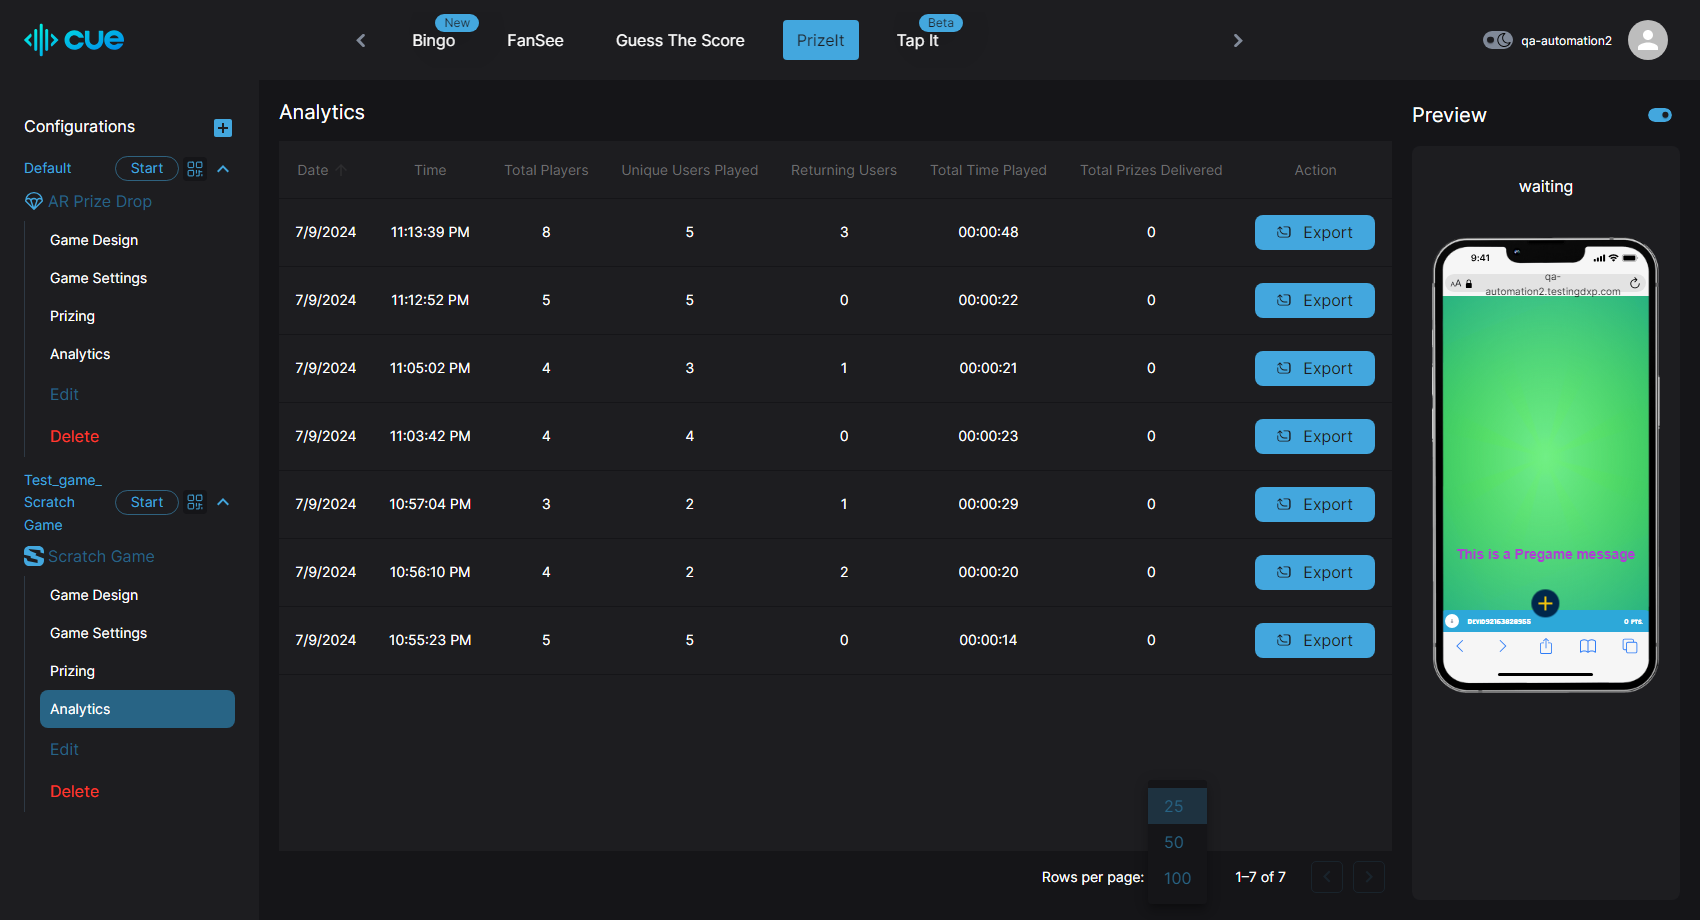 cue
Bingo
New
FanSee
Guess The Score
PrizeIt
Tap It
Beta
qa-automation2
Configurations
Default
Start
AR Prize Drop
Game Design
Game Settings
Prizing
Analytics
Edit
Delete
Test_game_
Scratch
Game
Start
Scratch Game
Game Design
Game Settings
Prizing
Analytics
Edit
Delete
Analytics
Date Time Total Players Unique Users Played Returning Users Total Time Played Total Prizes Delivered Action
7/9/2024 11:13:39 PM 8 5 3 00:00:48 0 Export
7/9/2024 11:12:52 PM 5 5 0 00:00:22 0 Export
7/9/2024 11:05:02 PM 4 3 1 00:00:21 0 Export
7/9/2024 11:03:42 PM 4 4 0 00:00:23 0 Export
7/9/2024 10:57:04 PM 3 2 1 00:00:29 0 Export
7/9/2024 10:56:10 PM 4 2 2 00:00:20 0 Export
7/9/2024 10:55:23 PM 5 5 0 00:00:14 0 Export
25
50
100
Rows per page:
1–7 of 7
Preview
waiting
9:41
AA
qa-
automation2.testingdxp.com
This is a Pregame message
0 PTS.